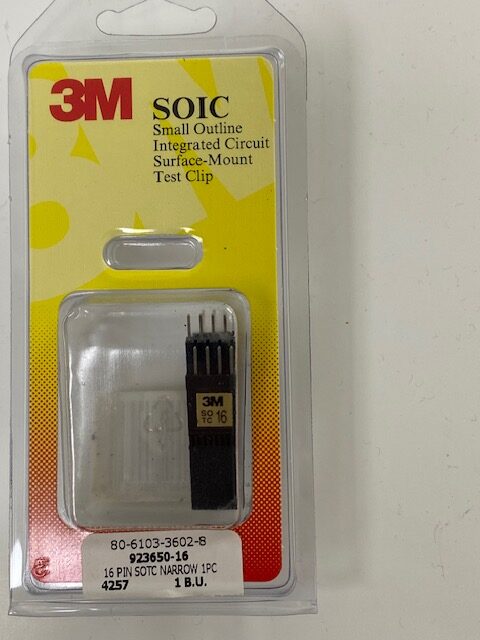 3M
SOIC
Small Outline
Integrated Circuit
Surface-Mount
Test Clip
3M
SO
TC 16
80-6103-3602-8
923650-16
16 PIN SOTC NARROW 1PC
4257 1 B.U.